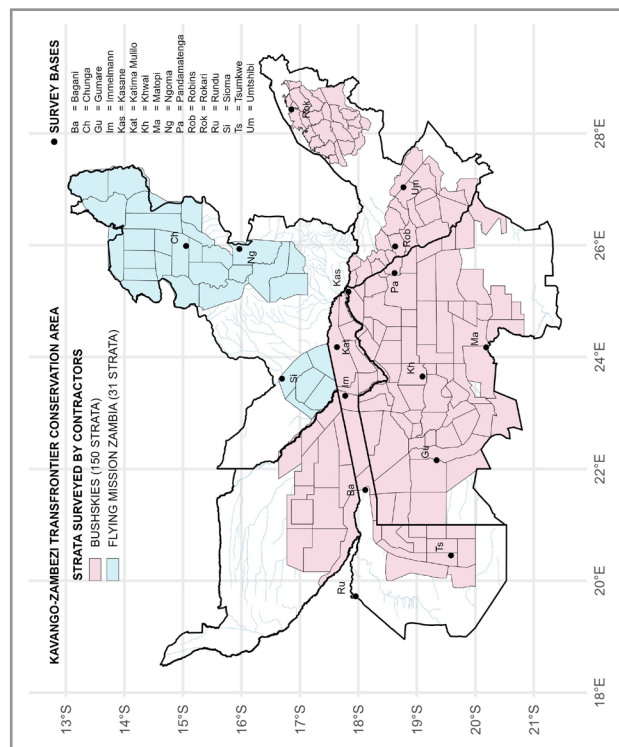 KAVANGO-ZAMBEZI TRANSFRONTIER CONSERVATION AREA
STRATA SURVEYED BY CONTRACTORS
BUSHSKIES (150 STRATA)
FLYING MISSION ZAMBIA (31 STRATA)
● SURVEY BASES
Ba = Bagani
Ch = Chunga
Gu = Gumare
Im = Immelmann
Kas = Kasane
Kat = Katima Mulilo
Kh = Khwai
Ma = Matopi
Ng = Ngoma
Pa = Pandamatenga
Rob = Robins
Rok = Rokari
Ru = Rundu
Si = Sioma
Ts = Tsumkwe
Um = Umtshibi
13°S
14°S
15°S
16°S
17°S
18°S
19°S
20°S
21°S
18°E
20°E
22°E
24°E
26°E
28°E
Ch
Ng
Si
Rok
Kas
Kat
Im
Ba
Ru
Um
Rob
Pa
Kh
Gu
Ma
Ts